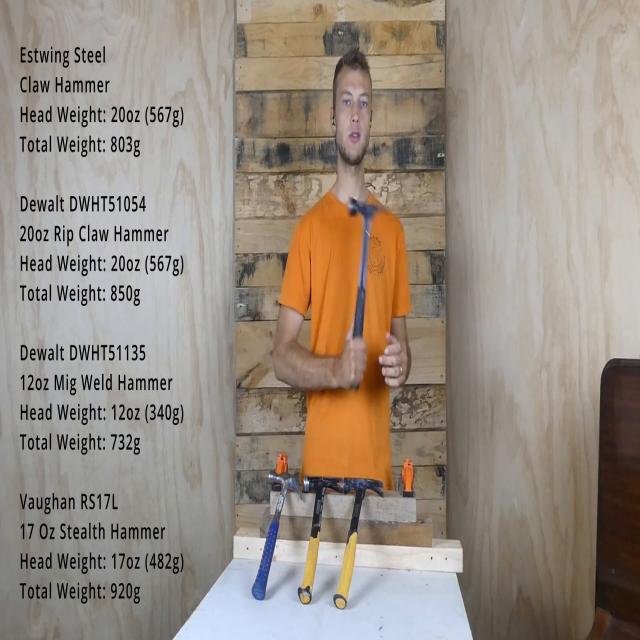 Estwing Steel
Claw Hammer
Head Weight: 20oz (567g)
Total Weight: 803g
Dewalt DWHT51054
20oz Rip Claw Hammer
Head Weight: 20oz (567g)
Total Weight: 850g
Dewalt DWHT51135
12oz Mig Weld Hammer
Head Weight: 12oz (340g)
Total Weight: 732g
Vaughan RS17L
17 Oz Stealth Hammer
Head Weight: 17oz (482g)
Total Weight: 920g